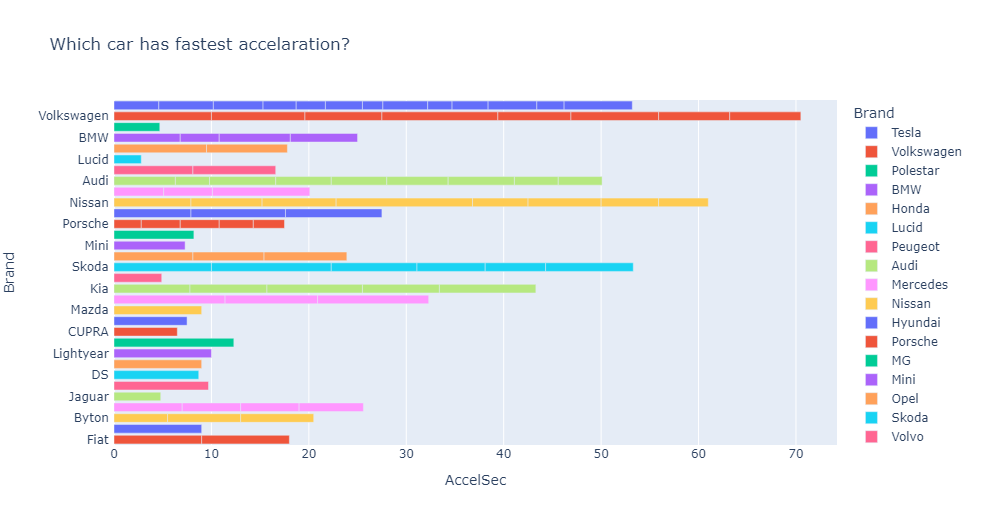 Which car has fastest accelaration?
Brand
Volkswagen
BMW
Lucid
Audi
Nissan
Porsche
Mini
Skoda
Kia
Mazda
CUPRA
Lightyear
DS
Jaguar
Byton
Fiat
0 10 20 30 40 50 60 70
AccelSec
Brand
Tesla
Volkswagen
Polestar
BMW
Honda
Lucid
Peugeot
Audi
Mercedes
Nissan
Hyundai
Porsche
MG
Mini
Opel
Skoda
Volvo